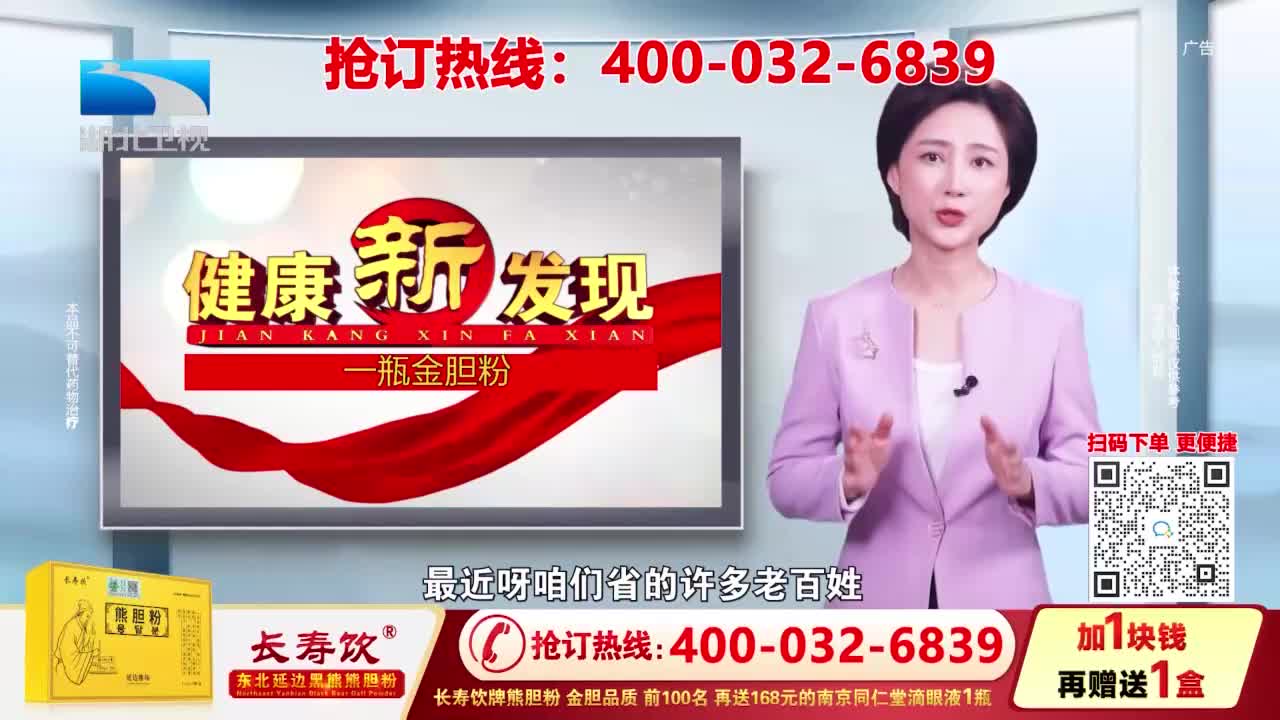 抢订热线：400-032-6839
广告
湖北卫视
健康新发现
JIAN KANG XIN FA XIAN
一瓶金胆粉
本品不可替代药物治疗
扫码下单 更便捷
最近呀咱们省的许多老百姓
长寿饮
熊胆粉
长寿饮®
东北延边黑熊熊胆粉
Northeast Yanbian Black Bear Gall Powder
抢订热线：400-032-6839
长寿饮牌熊胆粉 金胆品质 前100名 再送168元的南京同仁堂滴眼液1瓶
加1块钱
再赠送1盒